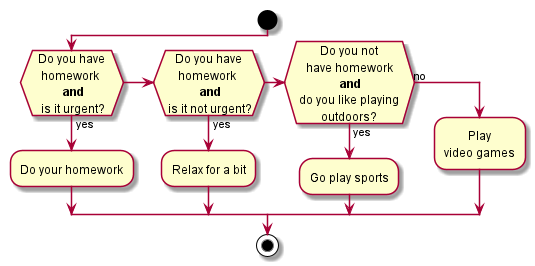 Do you have
homework
and
is it urgent?
yes
Do your homework
Do you have
homework
and
is it not urgent?
yes
Relax for a bit
Do you not
have homework
and
do you like playing
outdoors?
yes
Go play sports
no
Play
video games